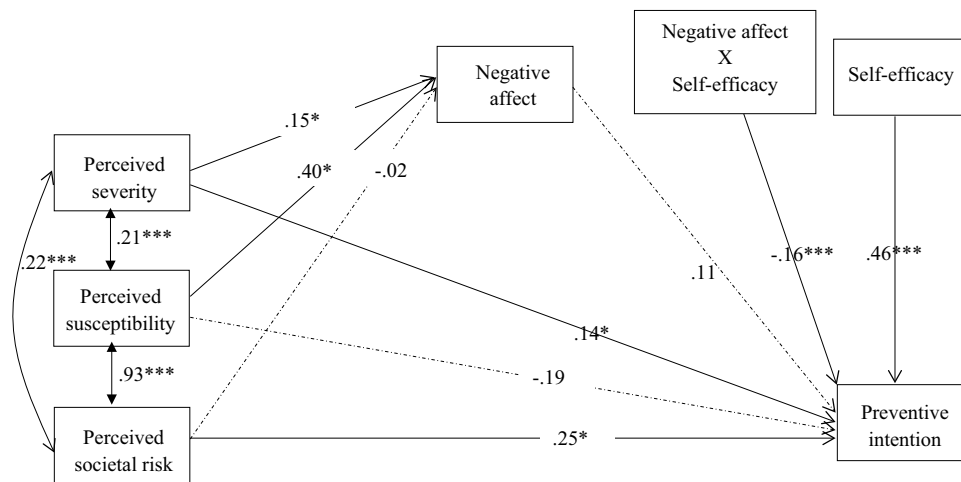 Negative affect
X
Self-efficacy
Self-efficacy
Negative
affect
.15*
.40*
-.02
Perceived
severity
.21***
.22***
Perceived
susceptibility
.93***
Perceived
societal risk
.11
-.16***
.46***
.14*
-.19
.25*
Preventive
intention